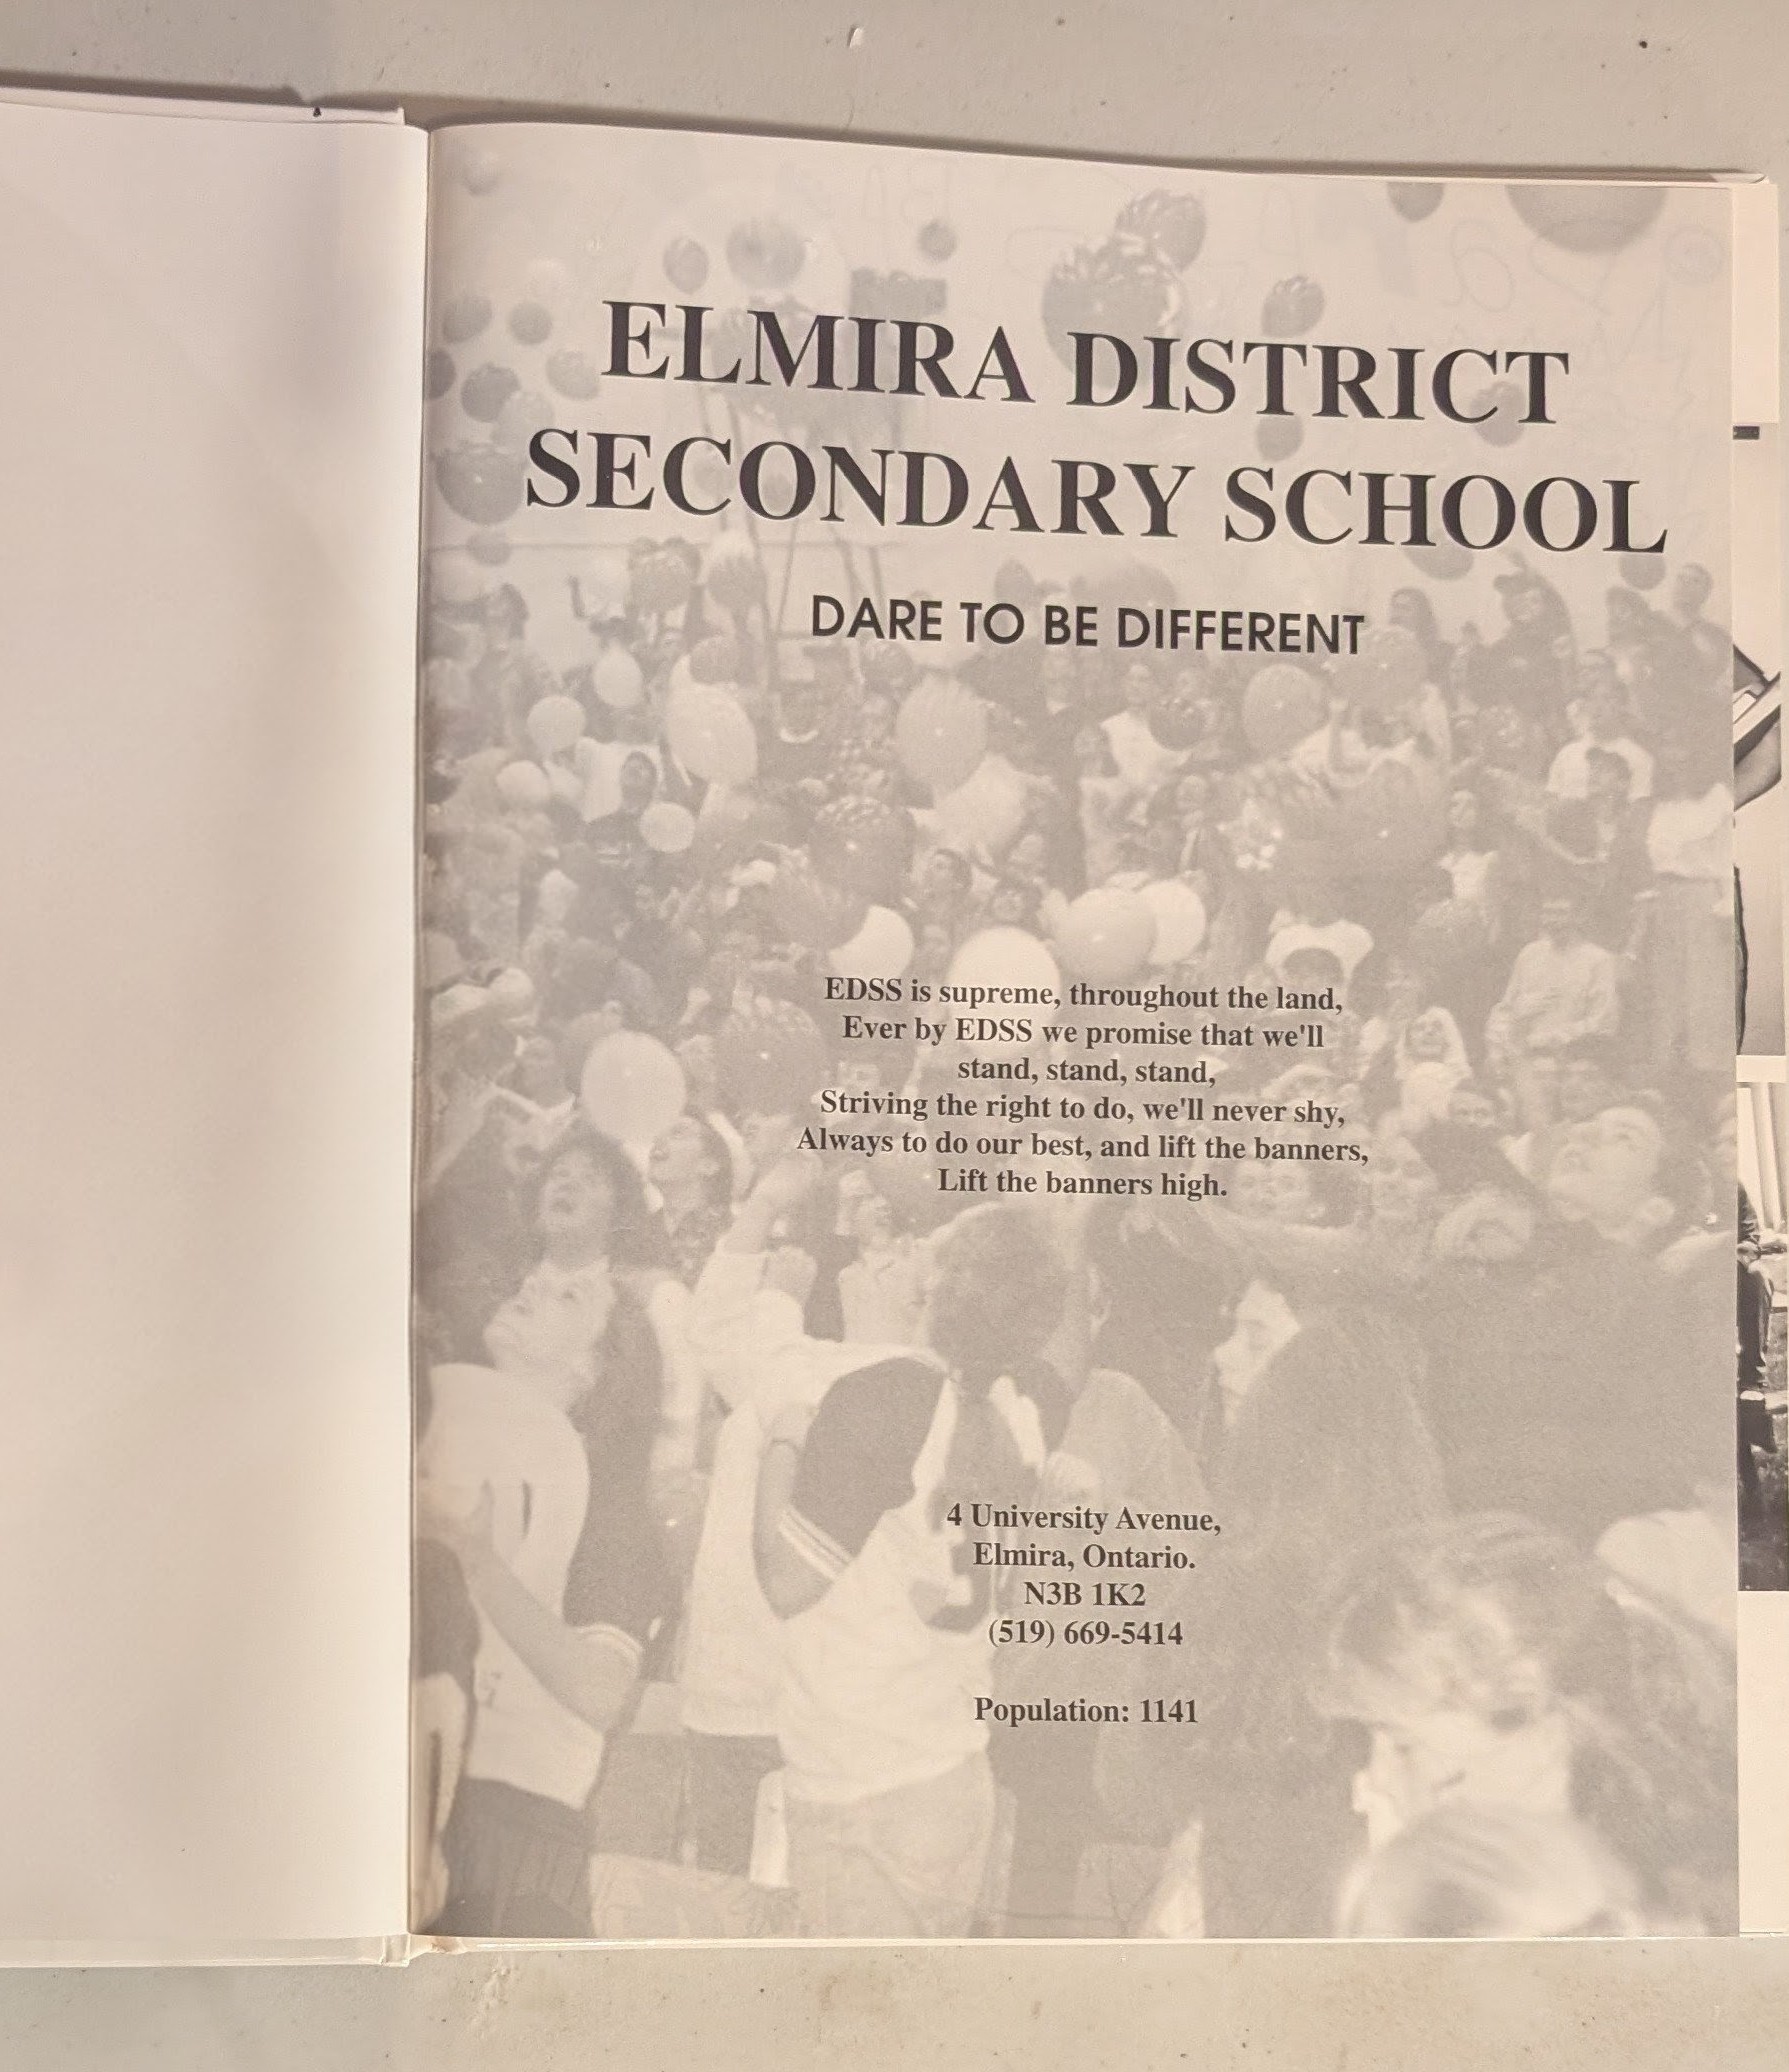 ELMIRA DISTRICT
SECONDARY SCHOOL
DARE TO BE DIFFERENT
EDSS is supreme, throughout the land,
Ever by EDSS we promise that we'll
stand, stand, stand,
Striving the right to do, we'll never shy,
Always to do our best, and lift the banners,
Lift the banners high.
4 University Avenue,
Elmira, Ontario.
N3B 1K2
(519) 669-5414
Population: 1141